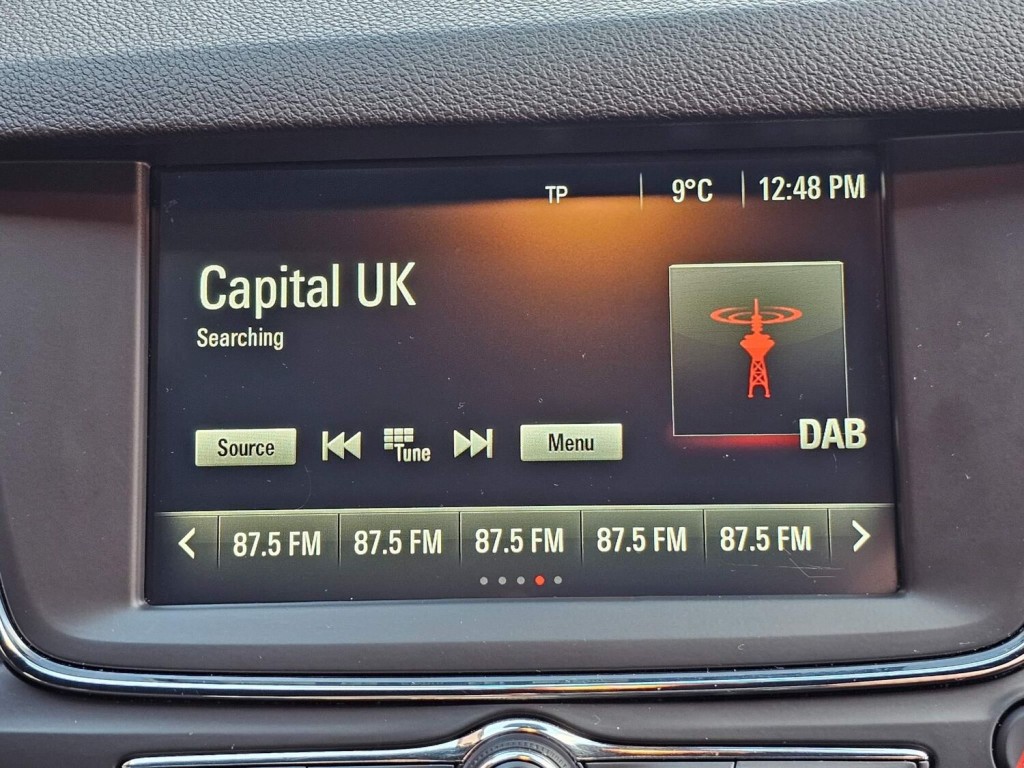 TP 9°C 12:48 PM
Capital UK
Searching
Source Tune Menu
DAB
87.5 FM 87.5 FM 87.5 FM 87.5 FM 87.5 FM